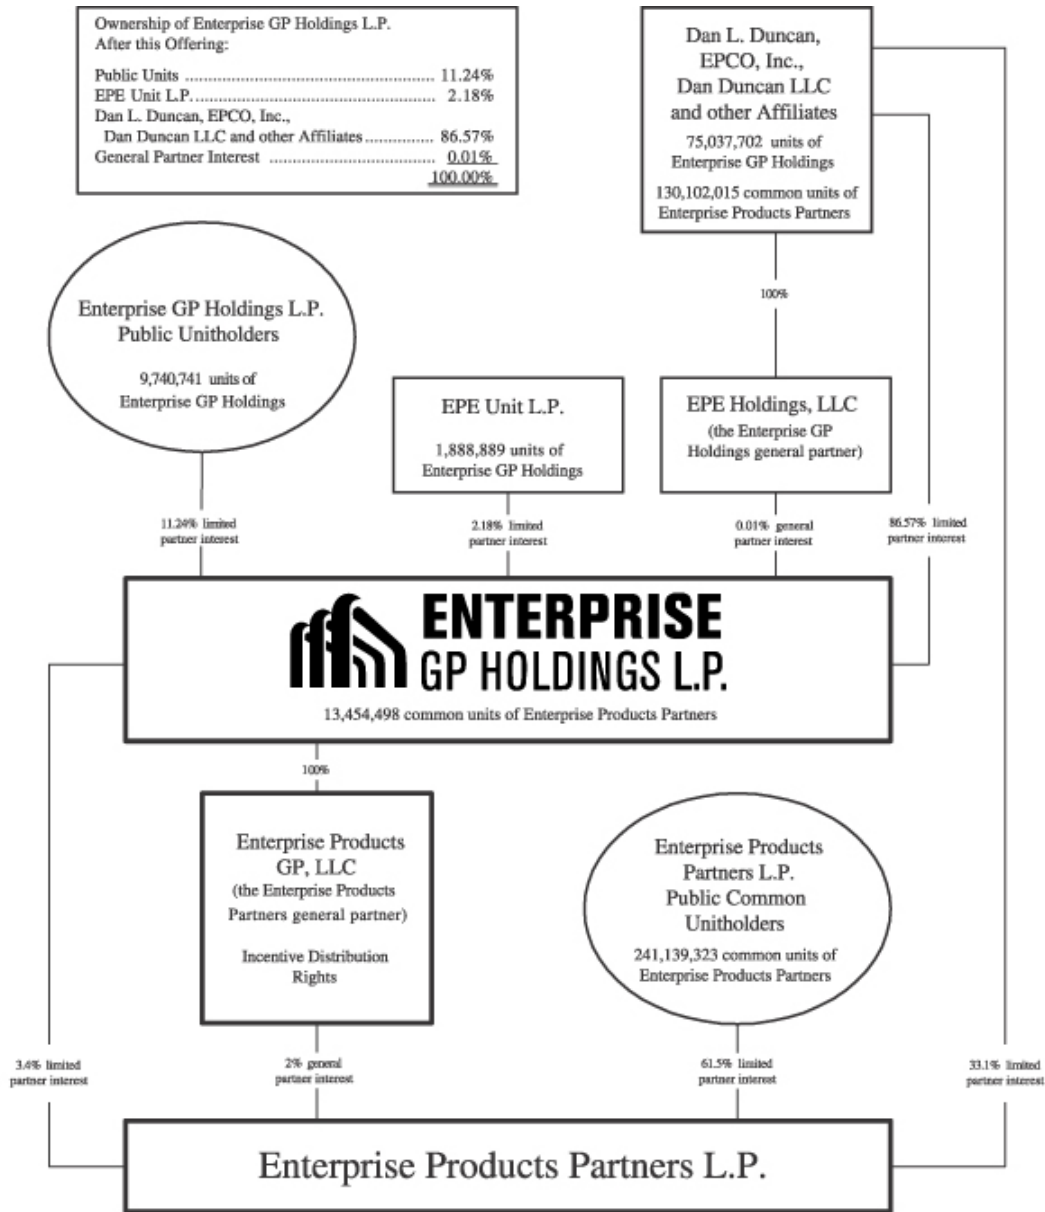 Ownership of Enterprise GP Holdings L.P.
After this Offering:
Public Units ........................................................ 11.24%
EPE Unit L.P. ...................................................... 2.18%
Dan L. Duncan, EPCO, Inc.,
Dan Duncan LLC and other Affiliates ............... 86.57%
General Partner Interest ..................................... 0.01%
100.00%
Dan L. Duncan,
EPCO, Inc.,
Dan Duncan LLC
and other Affiliates
75,037,702 units of
Enterprise GP Holdings
130,102,015 common units of
Enterprise Products Partners
100%
Enterprise GP Holdings L.P.
Public Unitholders
9,740,741 units of
Enterprise GP Holdings
EPE Unit L.P.
1,888,889 units of
Enterprise GP Holdings
EPE Holdings, LLC
(the Enterprise GP
Holdings general partner)
11.24% limited
partner interest
2.18% limited
partner interest
0.01% general
partner interest
86.57% limited
partner interest
ENTERPRISE
GP HOLDINGS L.P.
13,454,498 common units of Enterprise Products Partners
100%
Enterprise Products
GP, LLC
(the Enterprise Products
Partners general partner)
Incentive Distribution
Rights
Enterprise Products
Partners L.P.
Public Common
Unitholders
241,139,323 common units of
Enterprise Products Partners
3.4% limited
partner interest
2% general
partner interest
61.5% limited
partner interest
33.1% limited
partner interest
Enterprise Products Partners L.P.